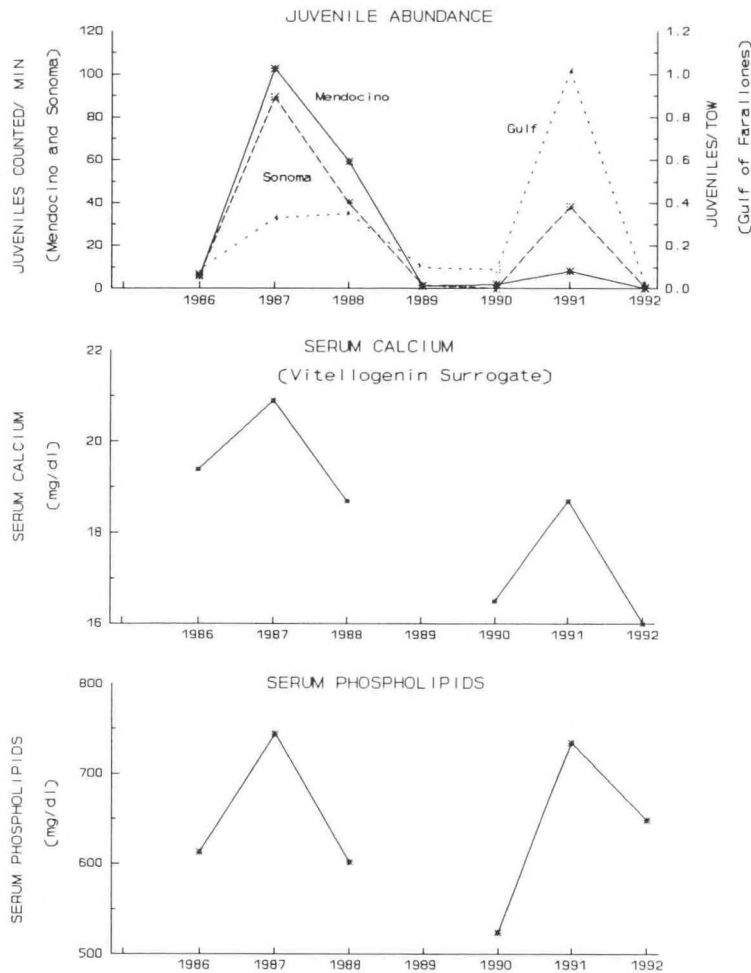 JUVENILE ABUNDANCE
JUVENILES COUNTED/ MIN
(Mendocino and Sonoma)
120
100
80
60
40
20
0
Mendocino
Sonoma
Gulf
1.2
1.0
0.8
0.6
0.4
0.2
0.0
JUVENILES/TOW
(Gulf of Farallones)
1986 1987 1988 1989 1990 1991 1992
SERUM CALCIUM
(Vitellogenin Surrogate)
SERUM CALCIUM
(mg/dl)
22
20
18
16
1986 1987 1988 1989 1990 1991 1992
SERUM PHOSPHOLIPIDS
SERUM PHOSPHOLIPIDS
(mg/dl)
800
700
600
500
1986 1987 1988 1989 1990 1991 1992